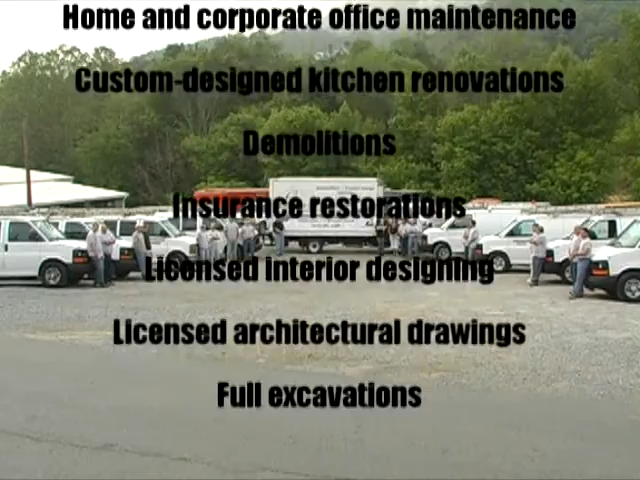 Home and corporate office maintenance
Custom-designed kitchen renovations
Demolitions
Insurance restorations
Licensed interior designing
Licensed architectural drawings
Full excavations